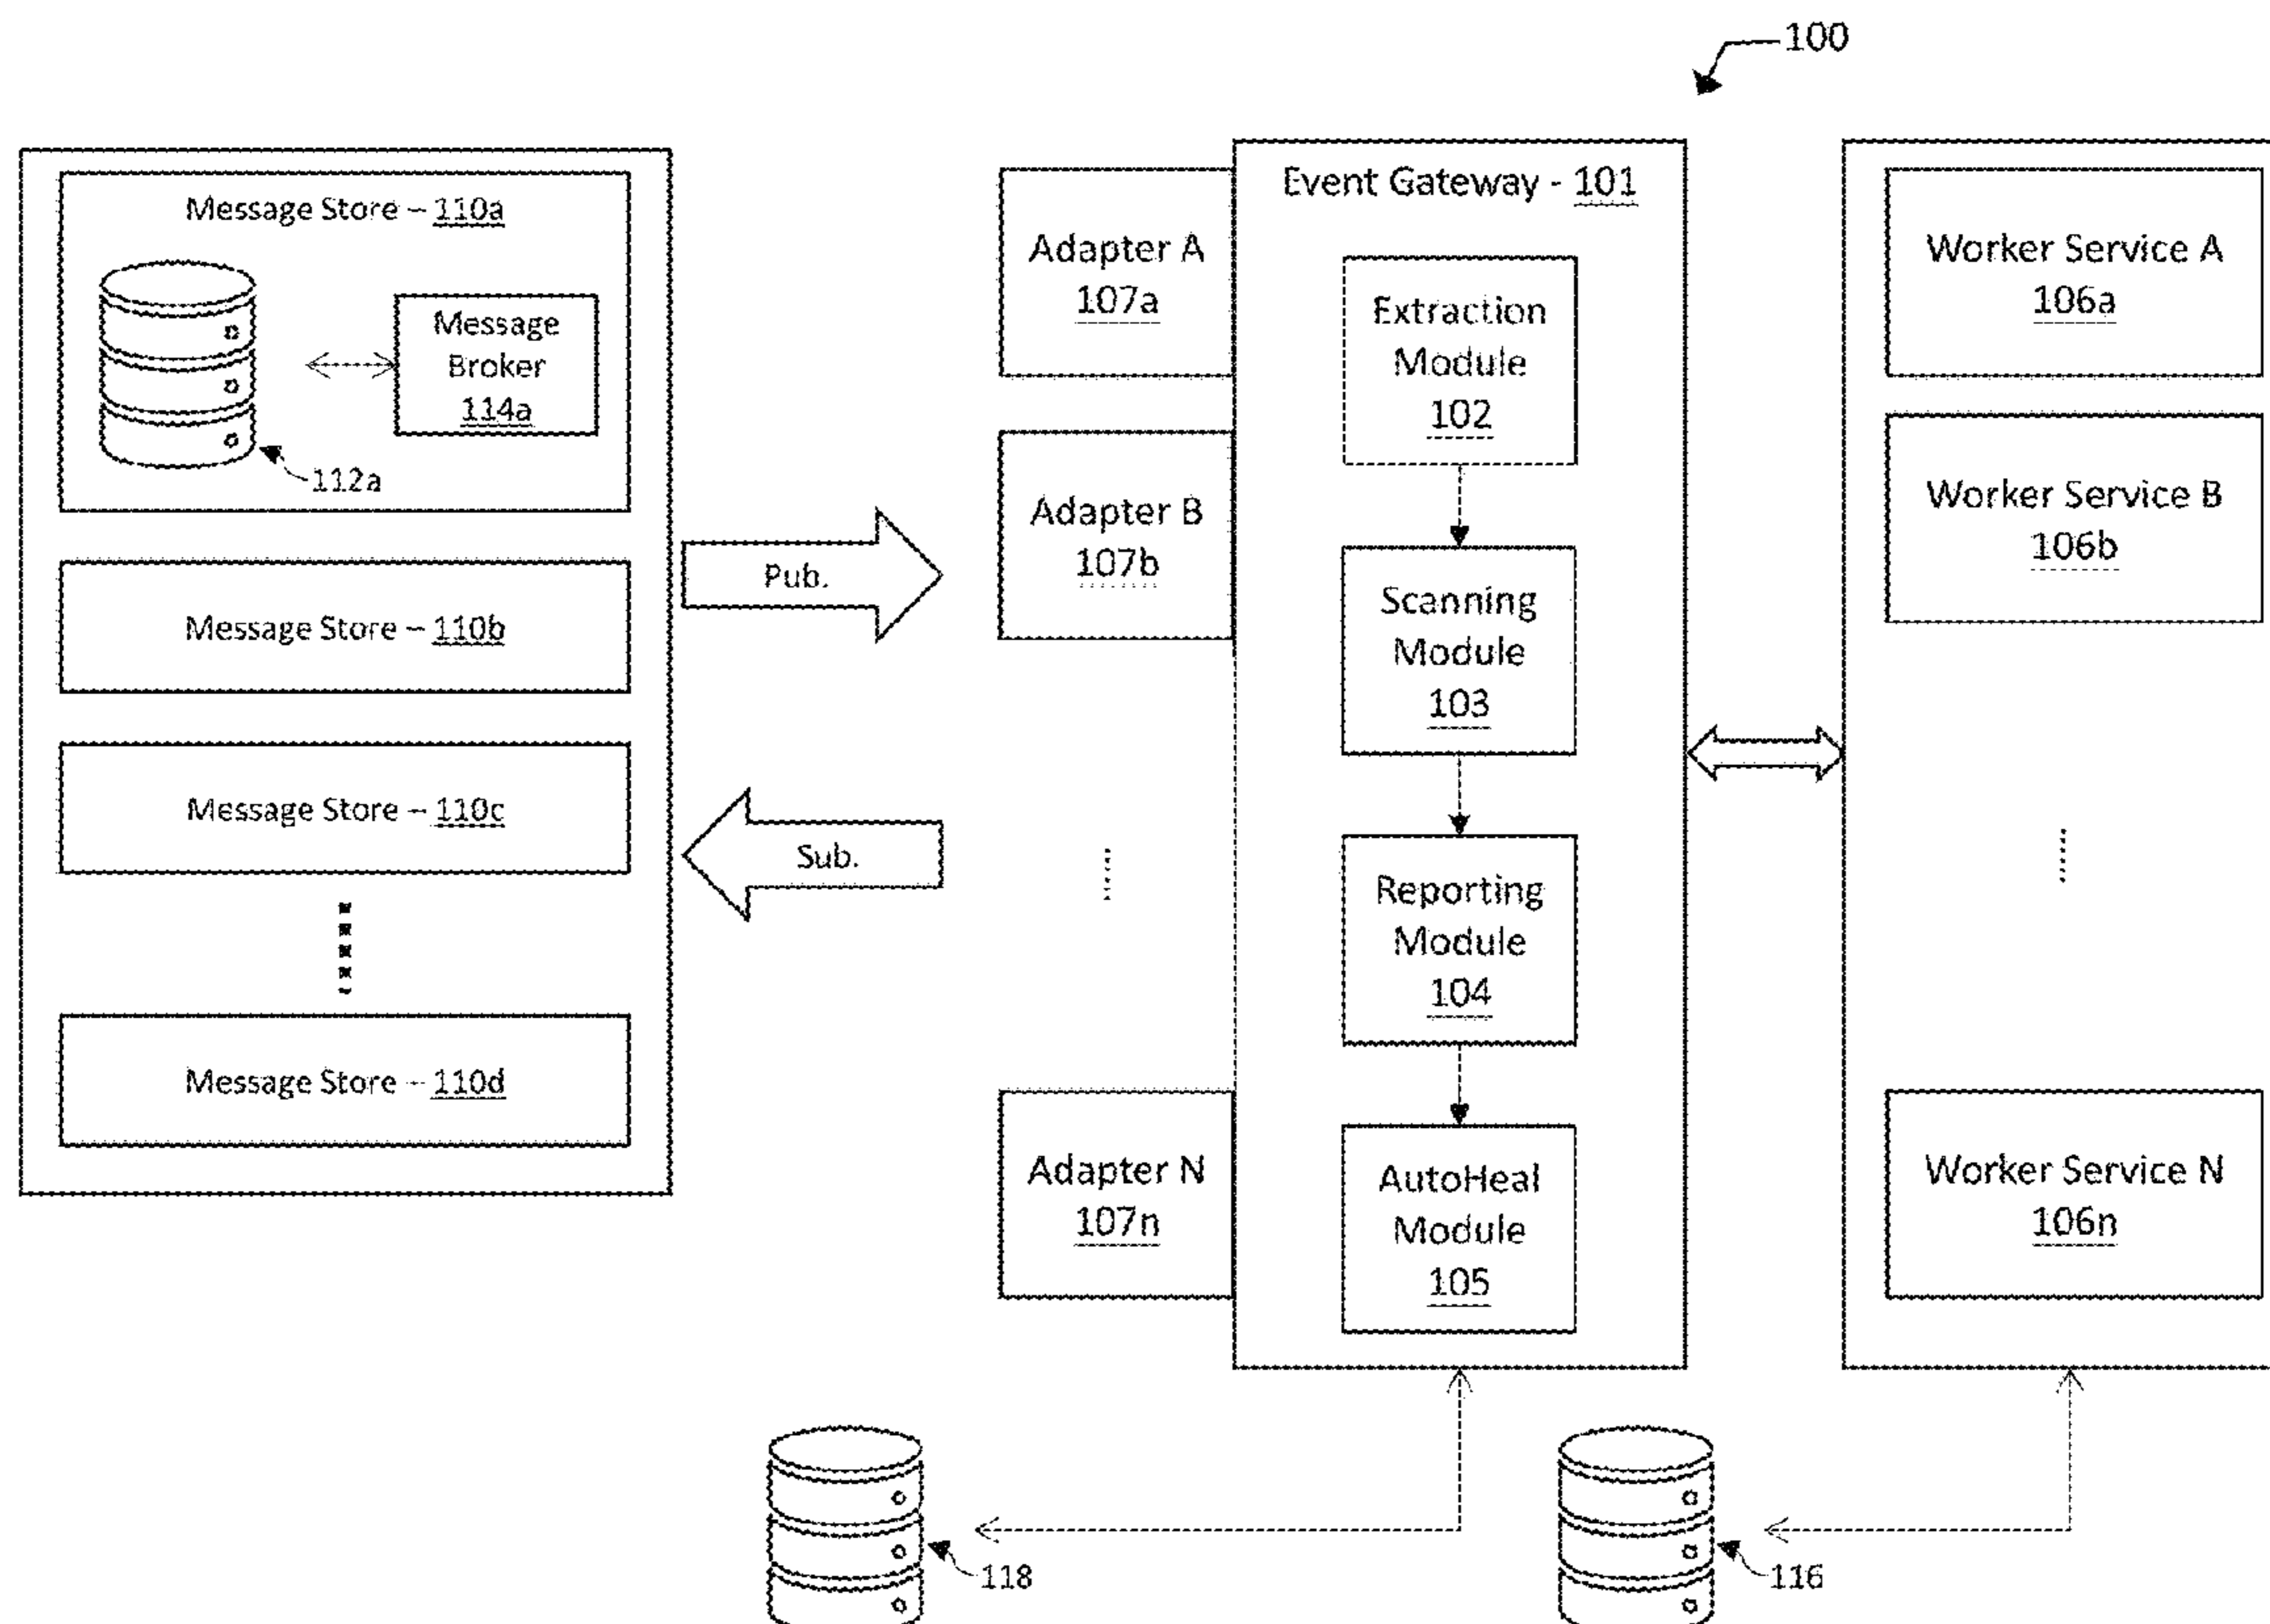 100
Message Store – 110a
Message
Broker
114a
112a
Message Store – 110b
Message Store – 110c
Message Store – 110d
Pub.
Sub.
Adapter A
107a
Adapter B
107b
Adapter N
107n
Event Gateway - 101
Extraction
Module
102
Scanning
Module
103
Reporting
Module
104
AutoHeal
Module
105
Worker Service A
106a
Worker Service B
106b
Worker Service N
106n
118
116